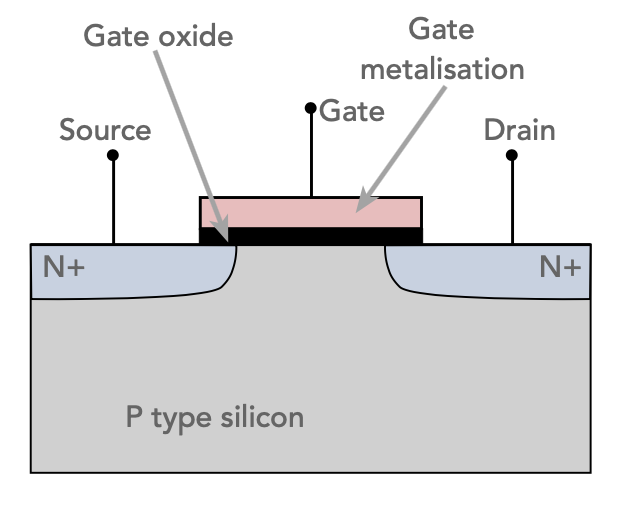 Gate oxide
Gate
metalisation
Gate
Source
Drain
N+
N+
P type silicon